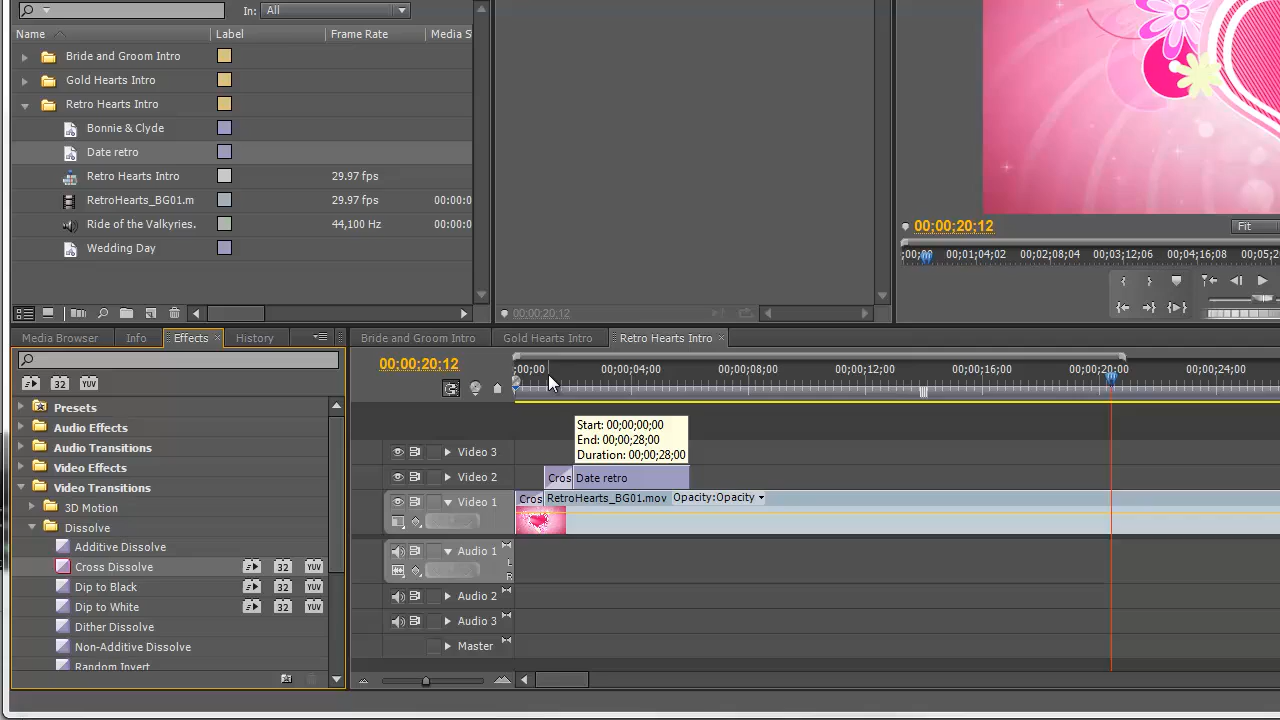 In: All
Name Label Frame Rate Media S
Bride and Groom Intro
Gold Hearts Intro
Retro Hearts Intro
Bonnie & Clyde
Date retro
Retro Hearts Intro 29.97 fps
RetroHearts_BG01.m 29.97 fps 00:00:0
Ride of the Valkyries. 44,100 Hz 00:00:0
Wedding Day
00;00;20;12
00;00;20;12 Fit
;00;00 00;01;04;02 00;02;08;04 00;03;12;06 00;04;16;08 00;05;2
Media Browser Info Effects × History
Bride and Groom Intro Gold Hearts Intro Retro Hearts Intro ×
00;00;20;12
;00;00 00;00;04;00 00;00;08;00 00;00;12;00 00;00;16;00 00;00;20;00 00;00;24;00
32 YUV
Presets
Audio Effects
Audio Transitions
Video Effects
Video Transitions
3D Motion
Dissolve
Additive Dissolve
Cross Dissolve 32 YUV
Dip to Black 32 YUV
Dip to White 32 YUV
Dither Dissolve
Non-Additive Dissolve
Random Invert
Start: 00;00;00;00
End: 00;00;28;00
Duration: 00;00;28;00
Video 3
Video 2 Cros Date retro
Video 1 Cros RetroHearts_BG01.mov Opacity:Opacity
Audio 1 L
R
Audio 2
Audio 3
Master